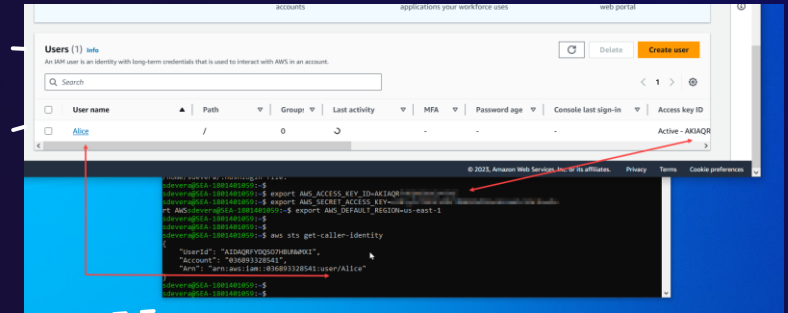 accounts applications your workforce uses web portal
Users (1) Info
Delete
Create user
An IAM user is an identity with long-term credentials that is used to interact with AWS in an account.
Search
1
User name Path Groups Last activity MFA Password age Console last sign-in Access key ID
Alice / 0 - - - Active - AKIAQR
© 2023, Amazon Web Services, Inc. or its affiliates. Privacy Terms Cookie preferences
sdevera@SEA-1801401059:~$
sdevera@SEA-1801401059:~$ export AWS_ACCESS_KEY_ID=AKIAQR
sdevera@SEA-1801401059:~$ export AWS_SECRET_ACCESS_KEY=
rt AWSsdevera@SEA-1801401059:~$ export AWS_DEFAULT_REGION=us-east-1
sdevera@SEA-1801401059:~$
sdevera@SEA-1801401059:~$
sdevera@SEA-1801401059:~$ aws sts get-caller-identity
{
"UserId": "AIDAQRFYDQSO7HBUNWMXI",
"Account": "036893328541",
"Arn": "arn:aws:iam::036893328541:user/Alice"
}
sdevera@SEA-1801401059:~$
sdevera@SEA-1801401059:~$